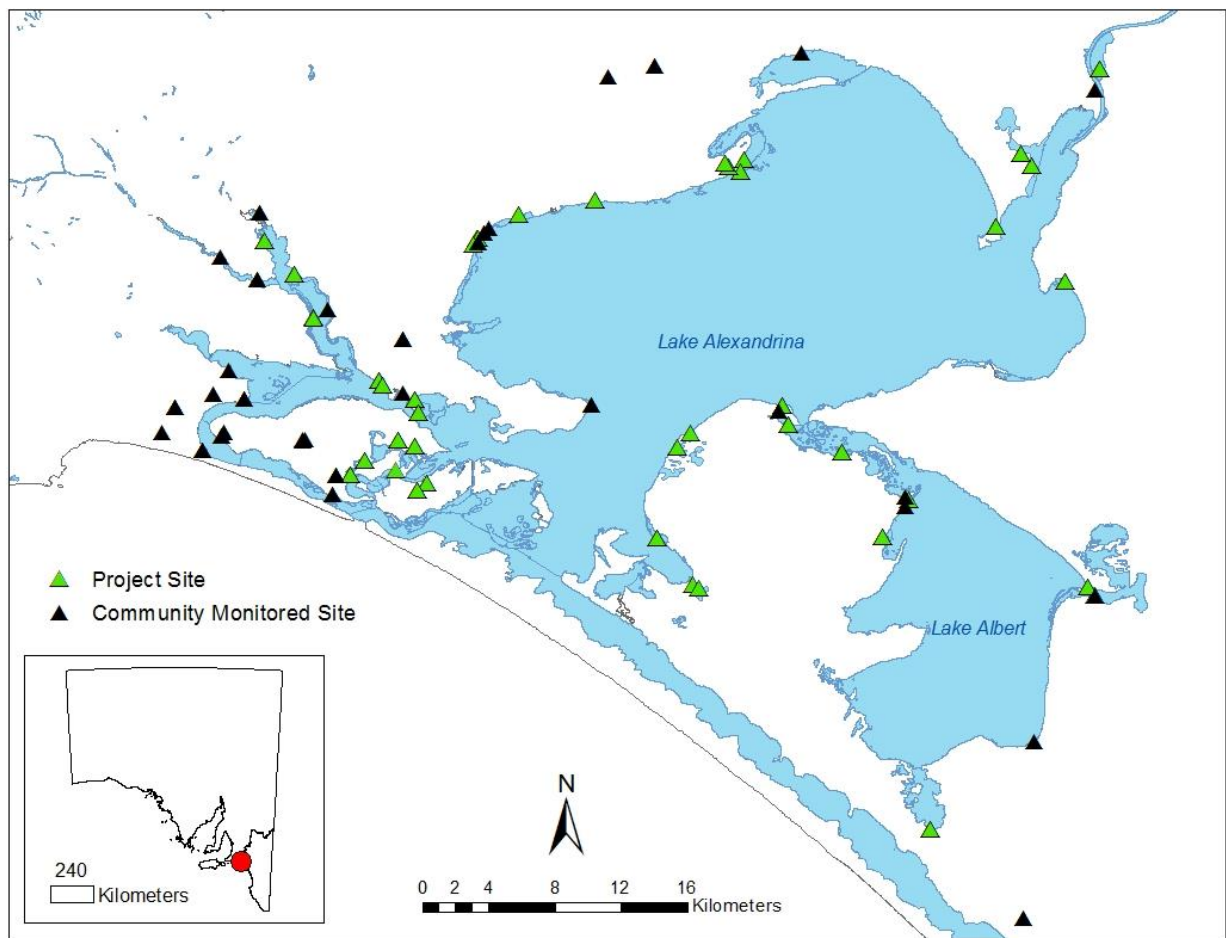 Lake Alexandrina
Project Site
Community Monitored Site
Lake Albert
N
240
Kilometers
0 2 4 8 12 16
Kilometers